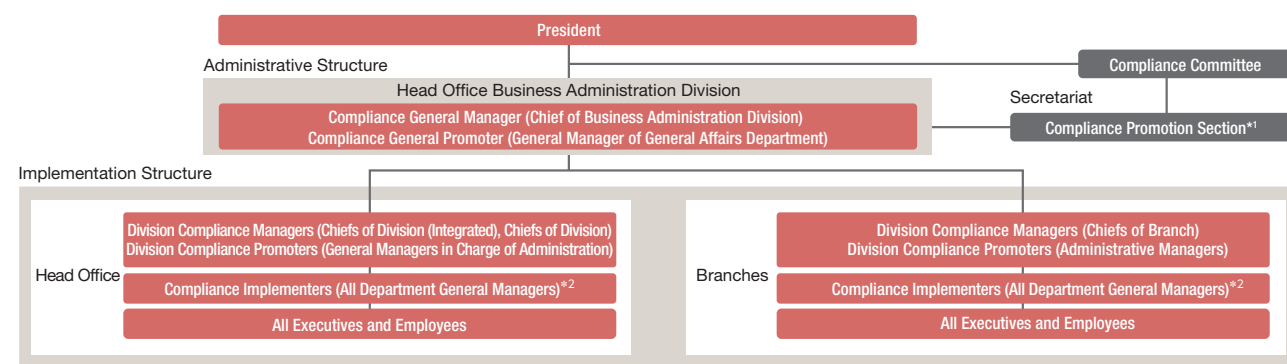 President
Administrative Structure
Compliance Committee
Head Office Business Administration Division
Secretariat
Compliance General Manager (Chief of Business Administration Division)
Compliance General Promoter (General Manager of General Affairs Department)
Compliance Promotion Section*1
Implementation Structure
Head Office
Division Compliance Managers (Chiefs of Division (Integrated), Chiefs of Division)
Division Compliance Promoters (General Managers in Charge of Administration)
Compliance Implementers (All Department General Managers)*2
All Executives and Employees
Branches
Division Compliance Managers (Chiefs of Branch)
Division Compliance Promoters (Administrative Managers)
Compliance Implementers (All Department General Managers)*2
All Executives and Employees